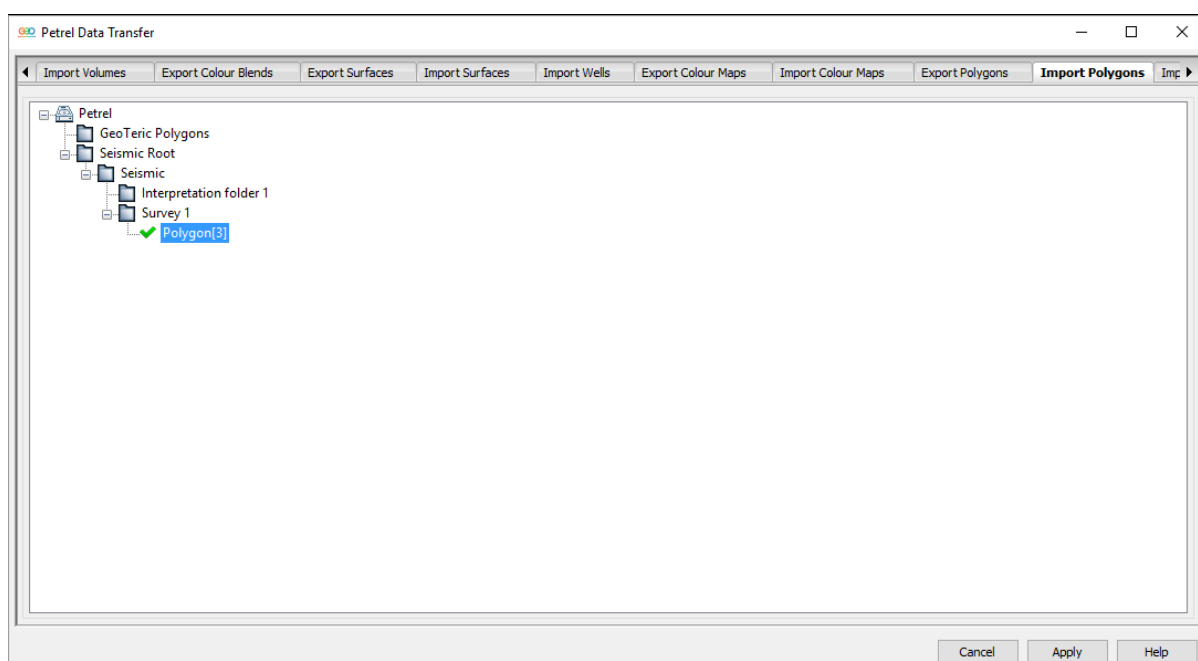 GEO Petrel Data Transfer
Import Volumes Export Colour Blends Export Surfaces Import Surfaces Import Wells Export Colour Maps Import Colour Maps Export Polygons Import Polygons Imp
Petrel
GeoTeric Polygons
Seismic Root
Seismic
Interpretation folder 1
Survey 1
Polygon[3]
Cancel Apply Help